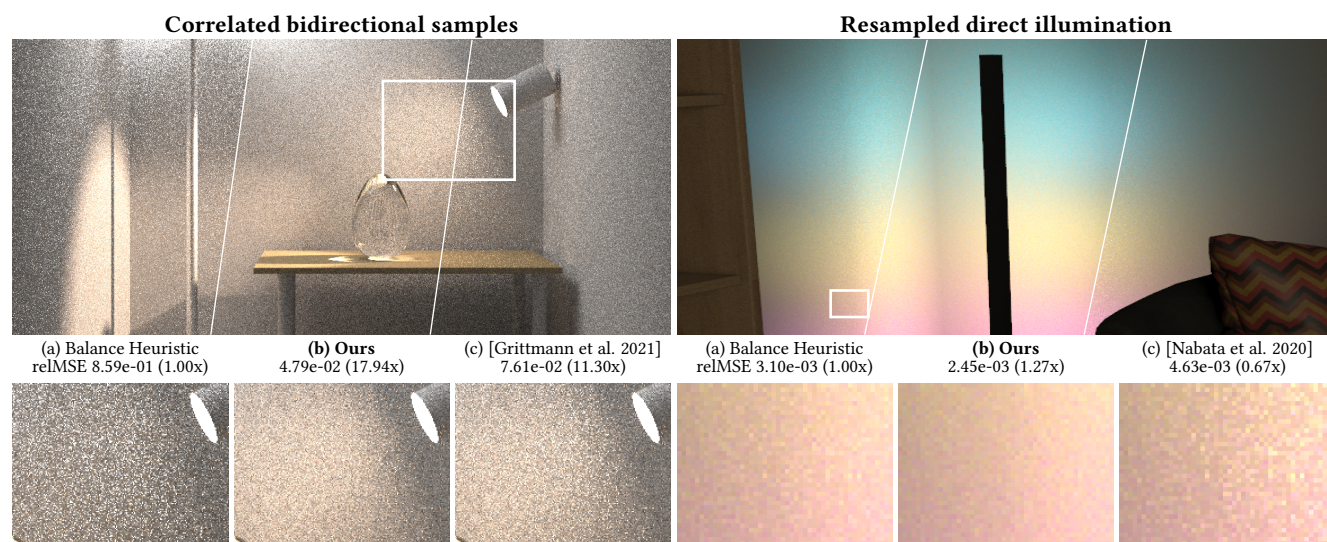 Correlated bidirectional samples
(a) Balance Heuristic
relMSE 8.59e-01 (1.00x)
(b) Ours
4.79e-02 (17.94x)
(c) [Grittmann et al. 2021]
7.61e-02 (11.30x)
Resampled direct illumination
(a) Balance Heuristic
relMSE 3.10e-03 (1.00x)
(b) Ours
2.45e-03 (1.27x)
(c) [Nabata et al. 2020]
4.63e-03 (0.67x)